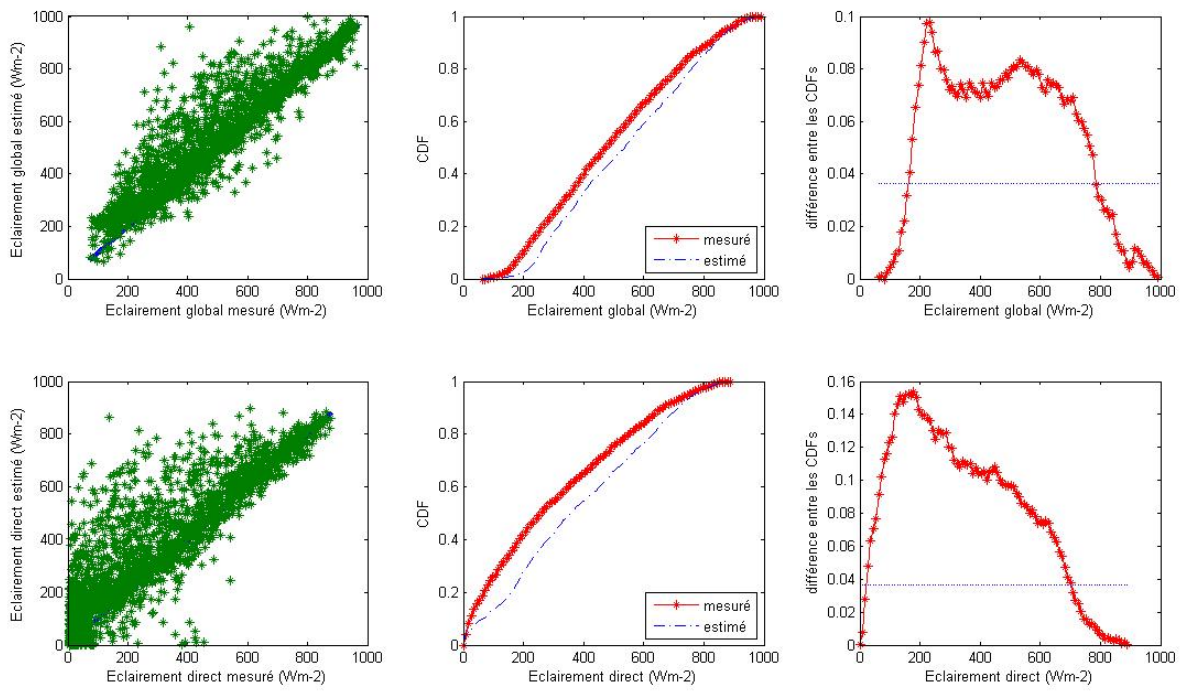 1000
800
600
400
200
0
Eclairement global estimé (Wm-2)
0 200 400 600 800 1000
Eclairement global mesuré (Wm-2)
1
0.8
0.6
0.4
0.2
0
CDF
mesuré
estimé
0 200 400 600 800 1000
Eclairement global (Wm-2)
0.1
0.08
0.06
0.04
0.02
0
différence entre les CDFs
0 200 400 600 800 1000
Eclairement global (Wm-2)
1000
800
600
400
200
0
Eclairement direct estimé (Wm-2)
0 200 400 600 800 1000
Eclairement direct mesuré (Wm-2)
1
0.8
0.6
0.4
0.2
0
CDF
mesuré
estimé
0 200 400 600 800 1000
Eclairement direct (Wm-2)
0.16
0.14
0.12
0.1
0.08
0.06
0.04
0.02
0
différence entre les CDFs
0 200 400 600 800 1000
Eclairement direct (Wm-2)